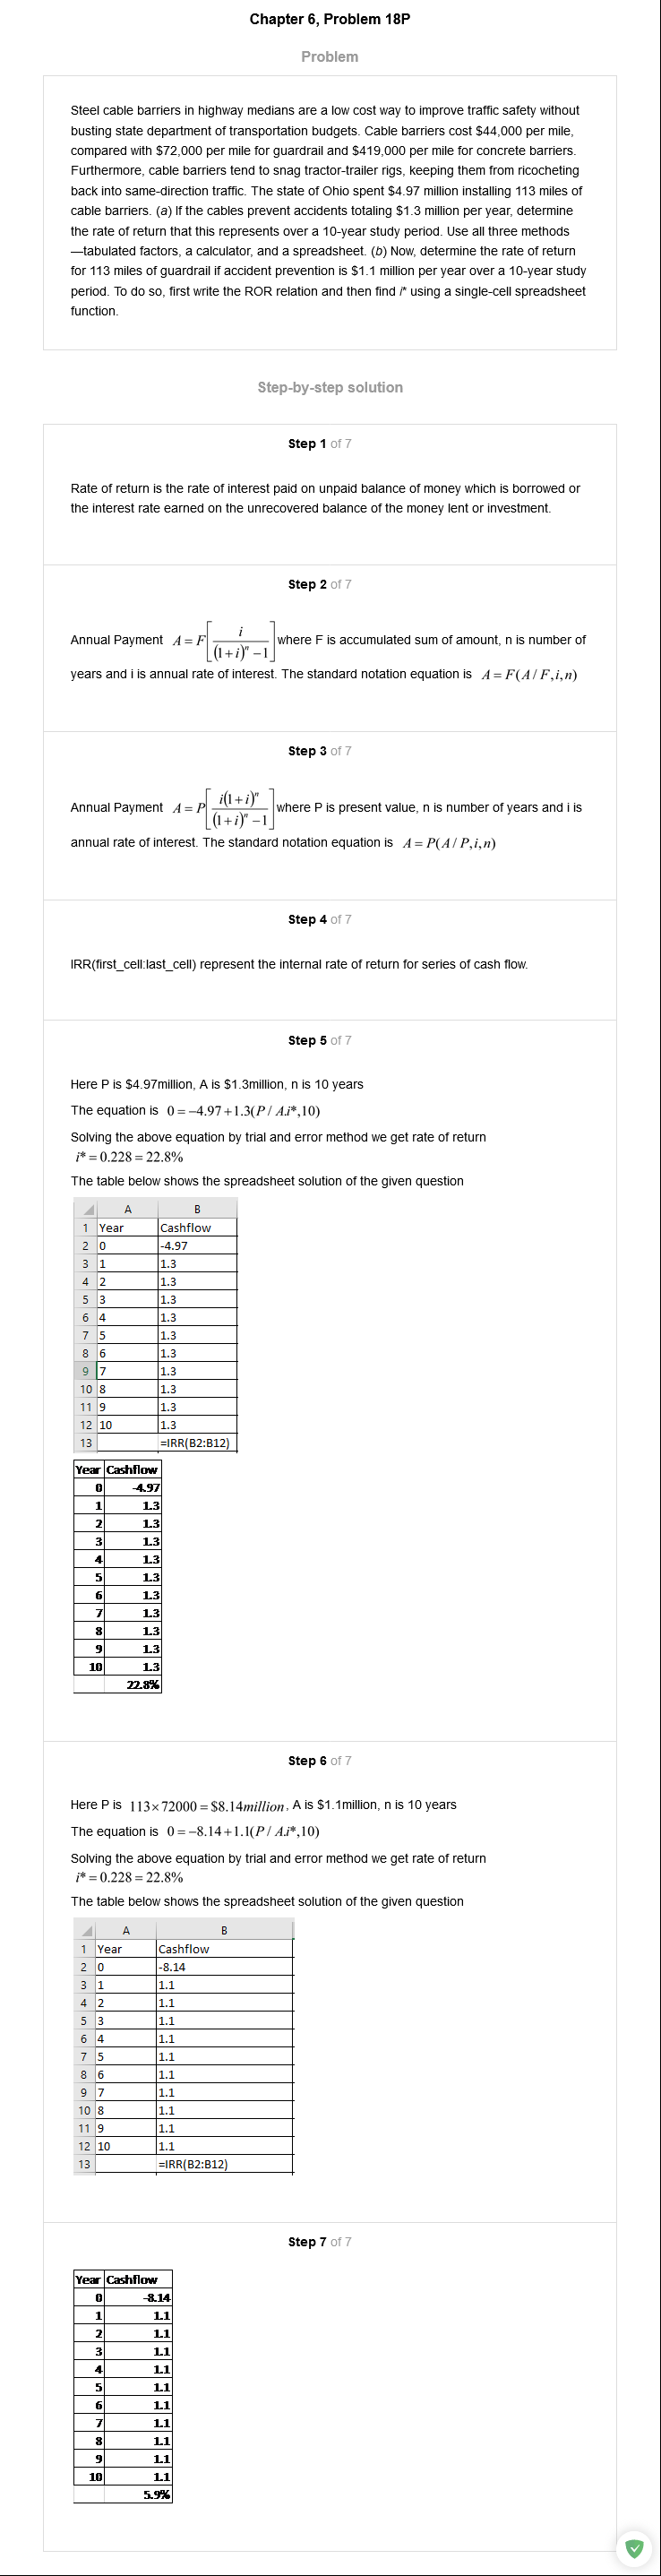 Chapter 6, Problem 18P
Problem
Steel cable barriers in highway medians are a low cost way to improve traffic safety without
busting state department of transportation budgets. Cable barriers cost $44,000 per mile,
compared with $72,000 per mile for guardrail and $419,000 per mile for concrete barriers.
Furthermore, cable barriers tend to snag tractor-trailer rigs, keeping them from ricocheting
back into same-direction traffic. The state of Ohio spent $4.97 million installing 113 miles of
cable barriers. (a) If the cables prevent accidents totaling $1.3 million per year, determine
the rate of return that this represents over a 10-year study period. Use all three methods
—tabulated factors, a calculator, and a spreadsheet. (b) Now, determine the rate of return
for 113 miles of guardrail if accident prevention is $1.1 million per year over a 10-year study
period. To do so, first write the ROR relation and then find i* using a single-cell spreadsheet
function.
Step-by-step solution
Step 1 of 7
Rate of return is the rate of interest paid on unpaid balance of money which is borrowed or
the interest rate earned on the unrecovered balance of the money lent or investment.
Step 2 of 7
Annual Payment A = F[i / ((1+i)^n − 1)] where F is accumulated sum of amount, n is number of
years and i is annual rate of interest. The standard notation equation is A = F(A / F,i,n)
Step 3 of 7
Annual Payment A = P[i(1+i)^n / ((1+i)^n − 1)] where P is present value, n is number of years and i is
annual rate of interest. The standard notation equation is A = P(A / P,i,n)
Step 4 of 7
IRR(first_cell:last_cell) represent the internal rate of return for series of cash flow.
Step 5 of 7
Here P is $4.97million, A is $1.3million, n is 10 years
The equation is 0 = −4.97 + 1.3(P / A.i*,10)
Solving the above equation by trial and error method we get rate of return
i* = 0.228 = 22.8%
The table below shows the spreadsheet solution of the given question
A B
1 Year Cashflow
2 0 -4.97
3 1 1.3
4 2 1.3
5 3 1.3
6 4 1.3
7 5 1.3
8 6 1.3
9 7 1.3
10 8 1.3
11 9 1.3
12 10 1.3
13 =IRR(B2:B12)
Year Cashflow
0 -4.97
1 1.3
2 1.3
3 1.3
4 1.3
5 1.3
6 1.3
7 1.3
8 1.3
9 1.3
10 1.3
22.8%
Step 6 of 7
Here P is 113×72000 = $8.14million, A is $1.1million, n is 10 years
The equation is 0 = −8.14 + 1.1(P / A.i*,10)
Solving the above equation by trial and error method we get rate of return
i* = 0.228 = 22.8%
The table below shows the spreadsheet solution of the given question
A B
1 Year Cashflow
2 0 -8.14
3 1 1.1
4 2 1.1
5 3 1.1
6 4 1.1
7 5 1.1
8 6 1.1
9 7 1.1
10 8 1.1
11 9 1.1
12 10 1.1
13 =IRR(B2:B12)
Step 7 of 7
Year Cashflow
0 -8.14
1 1.1
2 1.1
3 1.1
4 1.1
5 1.1
6 1.1
7 1.1
8 1.1
9 1.1
10 1.1
5.9%